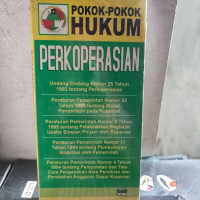 POKOK-POKOK
HUKUM
PERKOPERASIAN
Undang-Undang Nomor 25 Tahun
1992 tentang Perkoperasian
Peraturan Pemerintah Nomor 33
Tahun 1998 tentang Modal
Penyertaan pada Koperasi
Peraturan Pemerintah Nomor 9 Tahun
1995 tentang Pelaksanaan Kegiatan
Usaha Simpan Pinjam oleh Koperasi
Peraturan Pemerintah Nomor 17
Tahun 1994 tentang Pembubaran
Koperasi oleh Pemerintah
Peraturan Pemerintah Nomor 4 Tahun
1994 tentang Persyaratan dan Tata
Cara Pengesahan Akta Pendirian dan
Perubahan Anggaran Dasar Koperasi